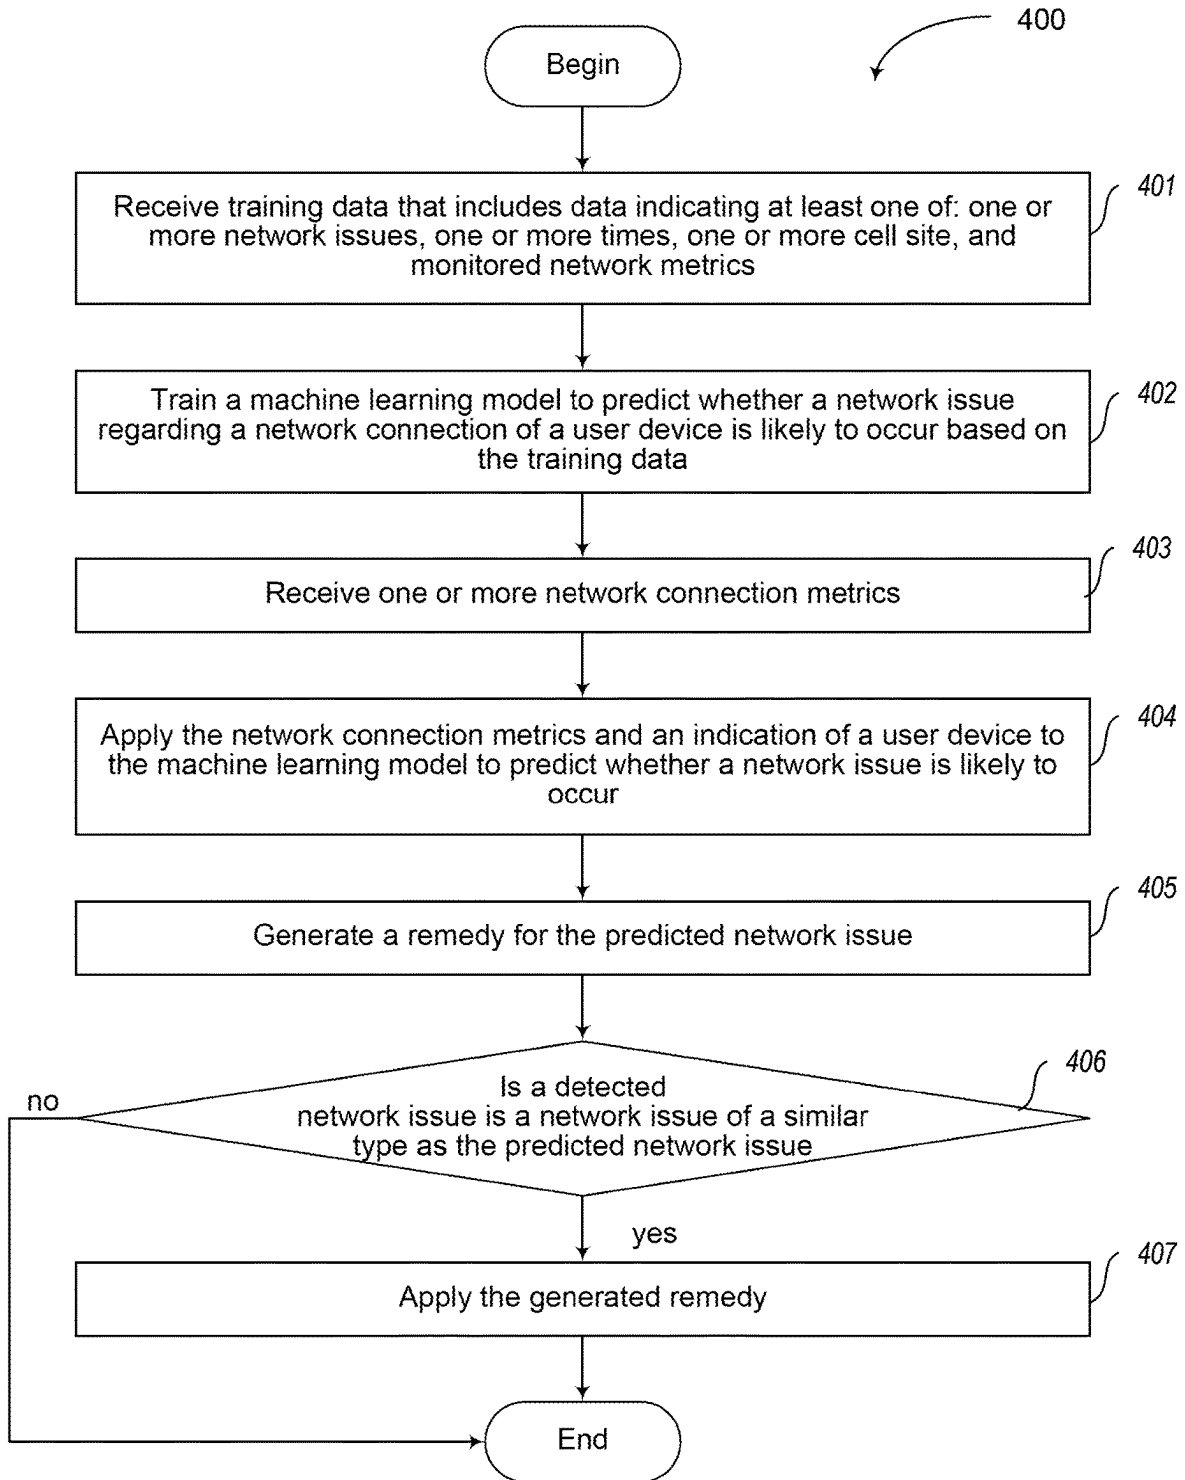 400
Begin
401
Receive training data that includes data indicating at least one of: one or
more network issues, one or more times, one or more cell site, and
monitored network metrics
402
Train a machine learning model to predict whether a network issue
regarding a network connection of a user device is likely to occur based on
the training data
403
Receive one or more network connection metrics
404
Apply the network connection metrics and an indication of a user device to
the machine learning model to predict whether a network issue is likely to
occur
405
Generate a remedy for the predicted network issue
406
Is a detected
network issue is a network issue of a similar
type as the predicted network issue
no
yes
407
Apply the generated remedy
End